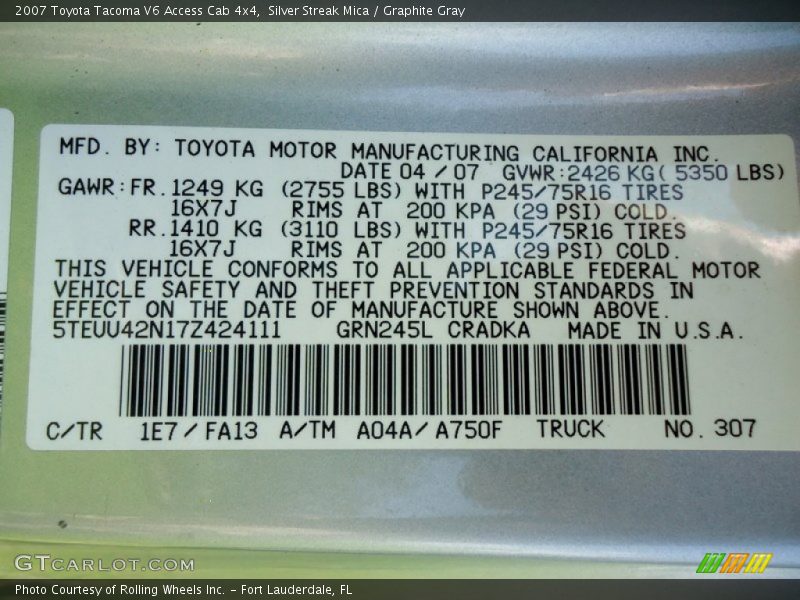 2007 Toyota Tacoma V6 Access Cab 4x4,  Silver Streak Mica / Graphite Gray
MFD. BY: TOYOTA MOTOR MANUFACTURING CALIFORNIA INC.
DATE 04 / 07 GVWR:2426 KG( 5350 LBS)
GAWR:FR.1249 KG (2755 LBS) WITH P245/75R16 TIRES
16X7J RIMS AT 200 KPA (29 PSI) COLD.
RR.1410 KG (3110 LBS) WITH P245/75R16 TIRES
16X7J RIMS AT 200 KPA (29 PSI) COLD.
THIS VEHICLE CONFORMS TO ALL APPLICABLE FEDERAL MOTOR
VEHICLE SAFETY AND THEFT PREVENTION STANDARDS IN
EFFECT ON THE DATE OF MANUFACTURE SHOWN ABOVE.
5TEUU42N17Z424111 GRN245L CRADKA MADE IN U.S.A.
C/TR 1E7 / FA13 A/TM A04A / A750F TRUCK NO. 307
GTCARLOT.COM
Photo Courtesy of Rolling Wheels Inc. – Fort Lauderdale, FL